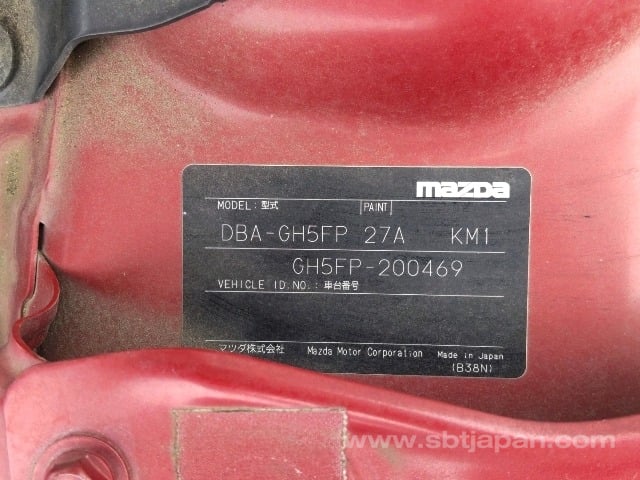 mazda
MODEL: 型式 PAINT
DBA-GH5FP 27A KM1
GH5FP-200469
VEHICLE ID.NO.: 車台番号
マツダ株式会社 Mazda Motor Corporation Made in Japan
(B38N)
www.sbtjapan.com